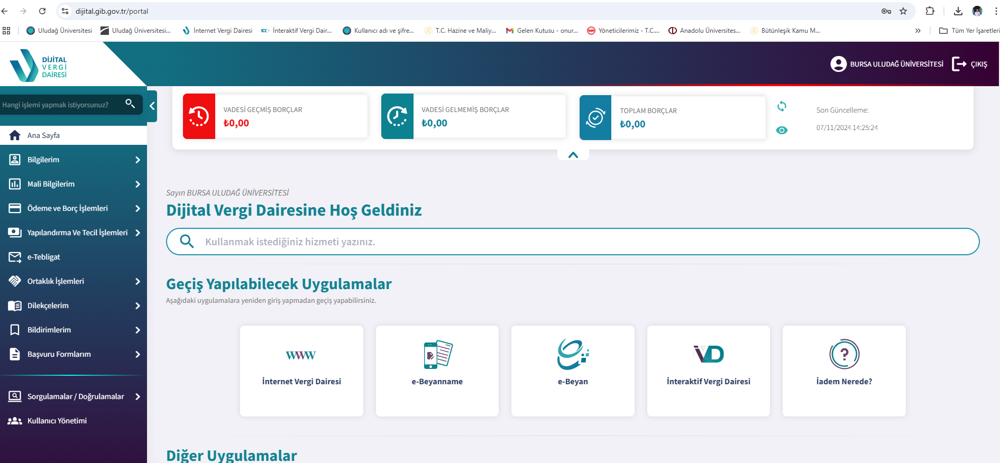 dijital.gib.gov.tr/portal
Uludağ Üniversitesi
Uludağ Üniversitesi...
İnternet Vergi Dairesi
İnteraktif Vergi Dair...
Kullanıcı adı ve şifre...
T.C. Hazine ve Maliy...
Gelen Kutusu - onur...
Yöneticilerimiz - T.C....
Anadolu Üniversites...
Bütünleşik Kamu M...
»
Tüm Yer İşaretleri
DİJİTAL
VERGİ
DAİRESİ
BURSA ULUDAĞ ÜNİVERSİTESİ
ÇIKIŞ
Hangi işlemi yapmak istiyorsunuz?
Ana Sayfa
Bilgilerim
Mali Bilgilerim
Ödeme ve Borç İşlemleri
Yapılandırma Ve Tecil İşlemleri
e-Tebligat
Ortaklık İşlemleri
Dilekçelerim
Bildirimlerim
Başvuru Formlarım
Sorgulamalar / Doğrulamalar
Kullanıcı Yönetimi
VADESİ GEÇMİŞ BORÇLAR
₺0,00
VADESİ GELMEMİŞ BORÇLAR
₺0,00
TOPLAM BORÇLAR
₺0,00
Son Güncelleme:
07/11/2024 14:25:24
Sayın BURSA ULUDAĞ ÜNİVERSİTESİ
Dijital Vergi Dairesine Hoş Geldiniz
Kullanmak istediğiniz hizmeti yazınız.
Geçiş Yapılabilecek Uygulamalar
Aşağıdaki uygulamalara yeniden giriş yapmadan geçiş yapabilirsiniz.
www
İnternet Vergi Dairesi
e-Beyanname
e-Beyan
İVD
İnteraktif Vergi Dairesi
?
İadem Nerede?
Diğer Uygulamalar